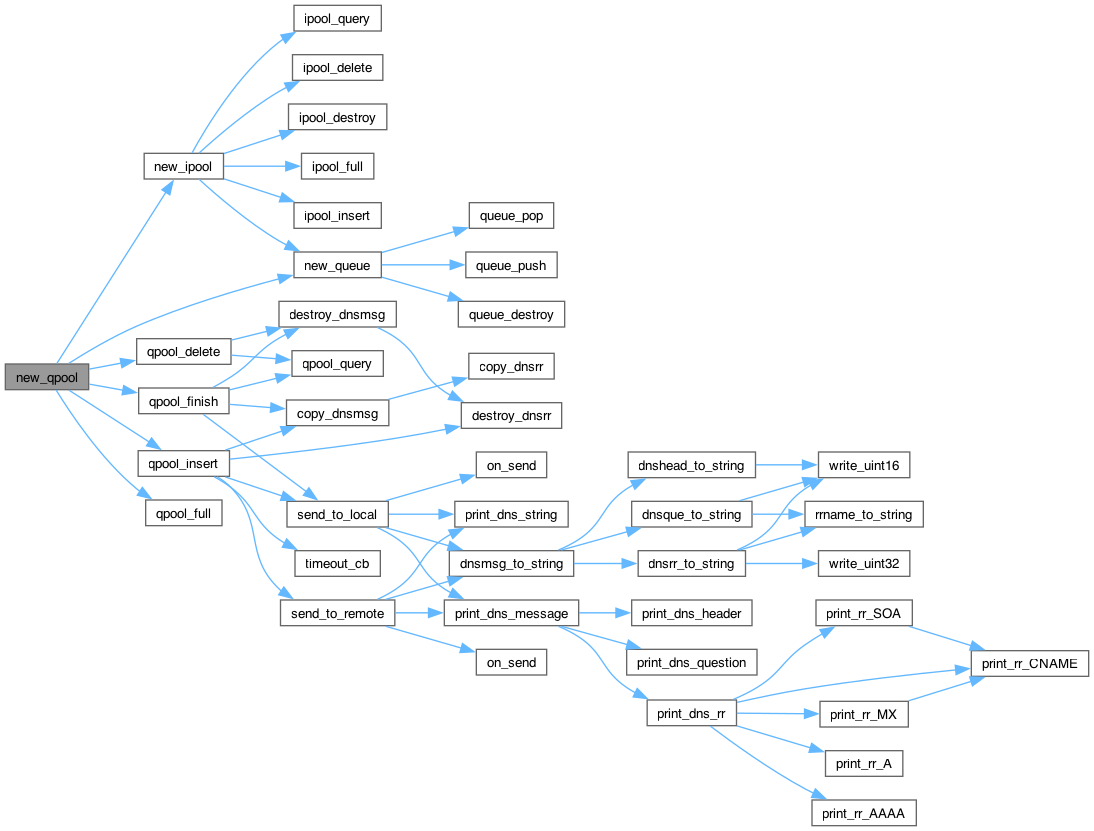 ipool_query
ipool_delete
ipool_destroy
new_ipool
ipool_full
ipool_insert
queue_pop
new_queue
queue_push
destroy_dnsmsg
queue_destroy
qpool_delete
qpool_query
copy_dnsrr
new_qpool
qpool_finish
copy_dnsmsg
destroy_dnsrr
qpool_insert
on_send
dnshead_to_string
write_uint16
qpool_full
send_to_local
print_dns_string
dnsque_to_string
rrname_to_string
timeout_cb
dnsmsg_to_string
dnsrr_to_string
write_uint32
send_to_remote
print_dns_message
print_dns_header
print_rr_SOA
on_send
print_dns_question
print_rr_CNAME
print_dns_rr
print_rr_MX
print_rr_A
print_rr_AAAA